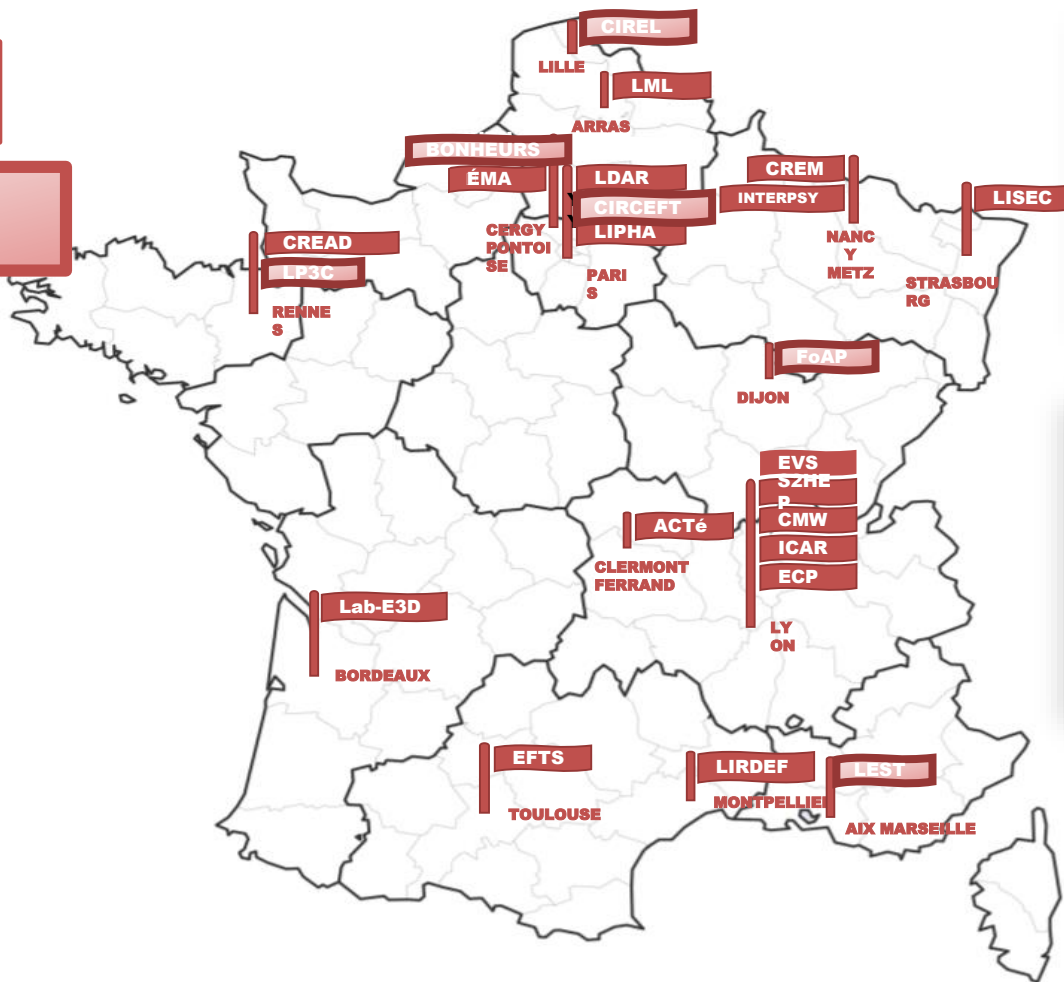 CIREL
LILLE
LML
ARRAS
BONHEURS
ÉMA
CERGY
PONTOI
SE
LDAR
CIRCEFT
LIPHA
PARI
S
CREM
INTERPSY
NANC
Y
METZ
LISEC
STRASBOU
RG
CREAD
LP3C
RENNE
S
FoAP
DIJON
EVS
S2HE
P
CMW
ICAR
ECP
LY
ON
ACTé
CLERMONT
FERRAND
Lab-E3D
BORDEAUX
EFTS
TOULOUSE
LIRDEF
MONTPELLIER
LEST
AIX MARSEILLE